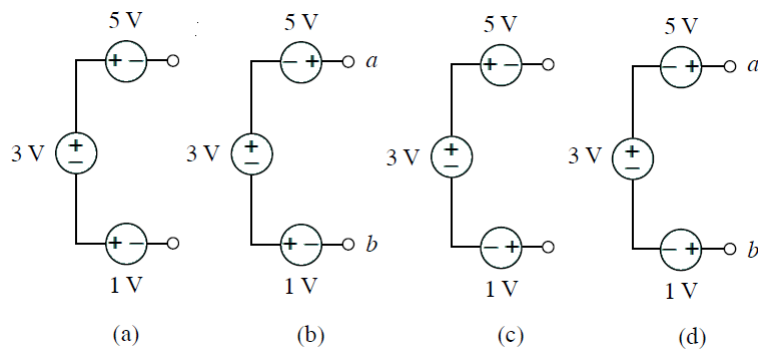 5 V 5 V 5 V 5 V
+ − − + a + − − + a
3 V + − 3 V + − 3 V + − 3 V + −
+ − + − b − + − + b
1 V 1 V 1 V 1 V
(a) (b) (c) (d)